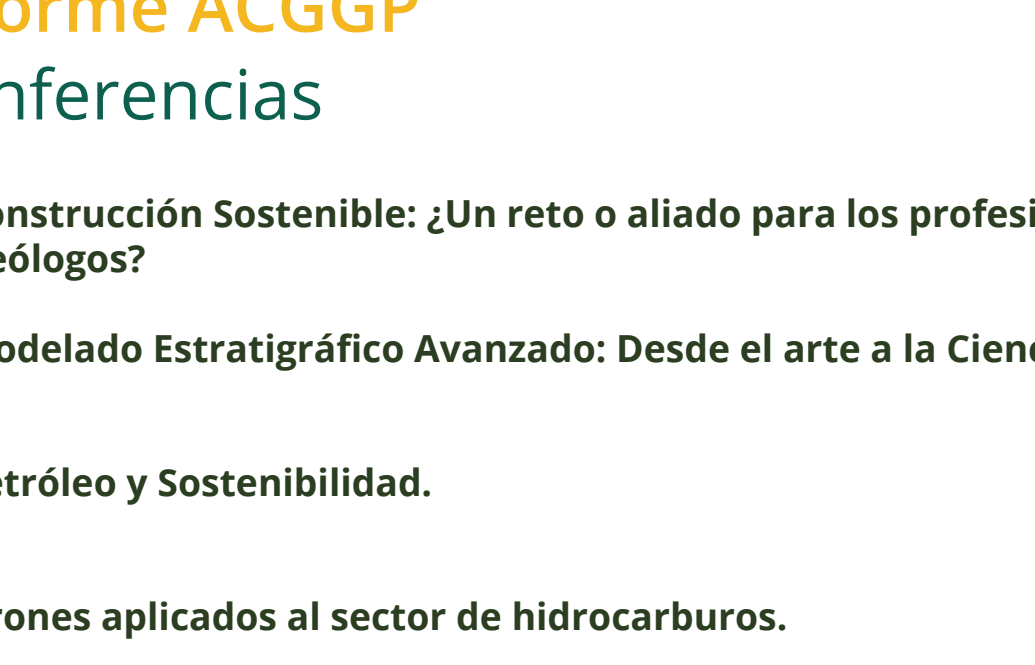 orme ACGGP
nferencias
onstrucción Sostenible: ¿Un reto o aliado para los profesi
eólogos?
odelado Estratigráfico Avanzado: Desde el arte a la Cienc
etróleo y Sostenibilidad.
rones aplicados al sector de hidrocarburos.